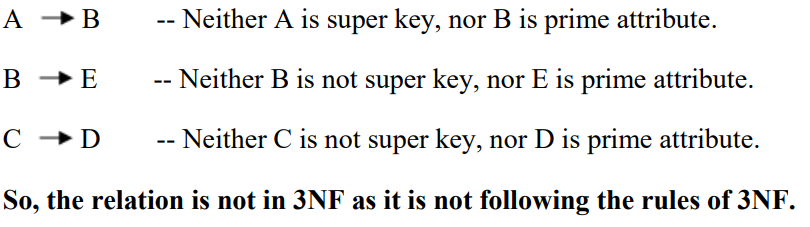 A → B -- Neither A is super key, nor B is prime attribute.
B → E -- Neither B is not super key, nor E is prime attribute.
C → D -- Neither C is not super key, nor D is prime attribute.
So, the relation is not in 3NF as it is not following the rules of 3NF.